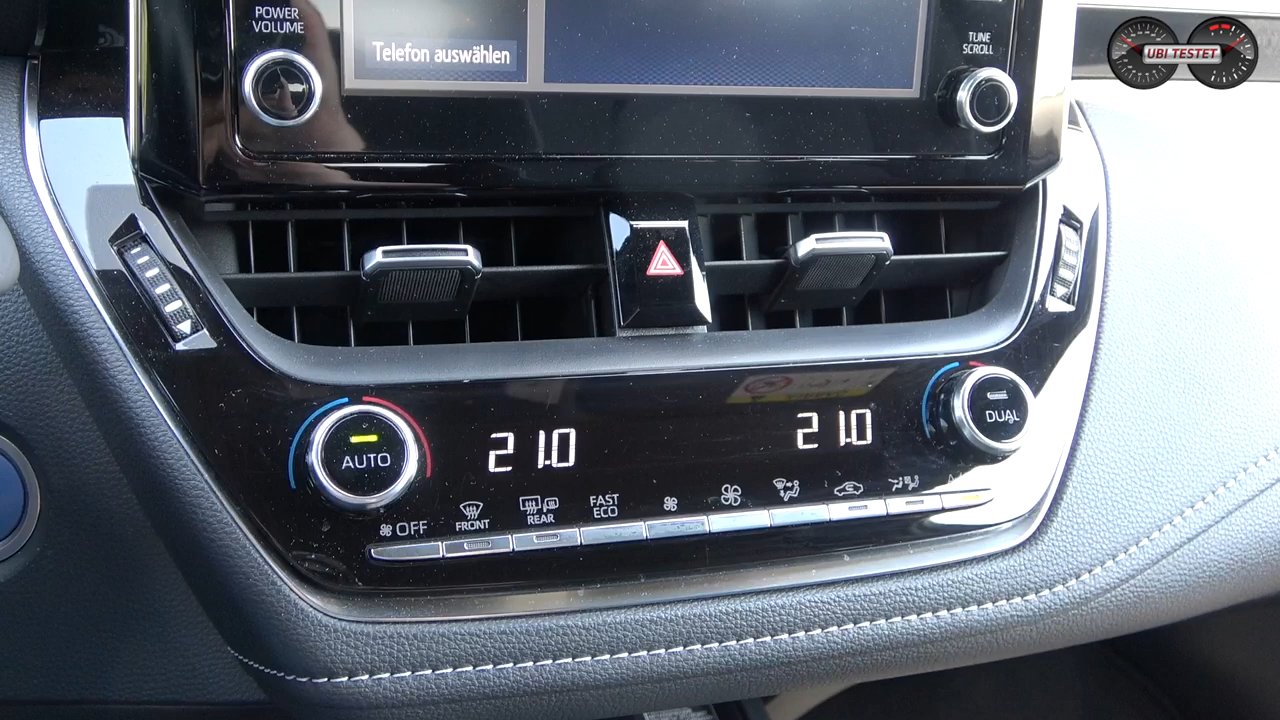 POWER
VOLUME
Telefon auswählen
TUNE
SCROLL
UBI TESTET
AUTO
21.0
21.0
DUAL
OFF
FRONT
REAR
FAST
ECO